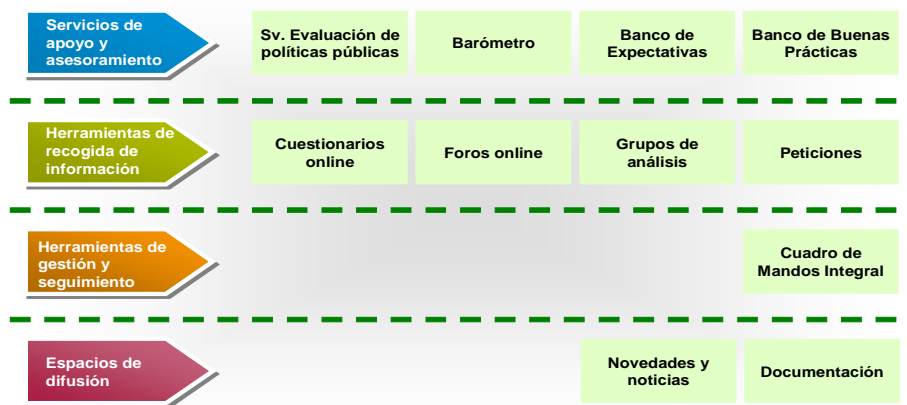 Servicios de
apoyo y
asesoramiento
Sv. Evaluación de
políticas públicas
Barómetro
Banco de
Expectativas
Banco de Buenas
Prácticas
Herramientas de
recogida de
información
Cuestionarios
online
Foros online
Grupos de
análisis
Peticiones
Herramientas de
gestión y
seguimiento
Cuadro de
Mandos Integral
Espacios de
difusión
Novedades y
noticias
Documentación